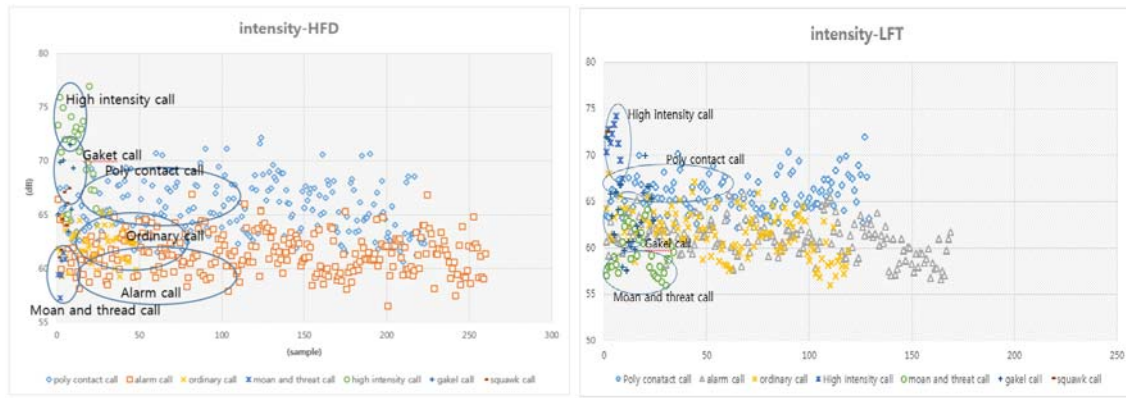 intensity-HFD
80
75
70
65
60
55
(dB)
High intensity call
Gaket call
Poly contact call
Ordinary call
Alarm call
Moan and thread call
0
50
100
150
200
250
300
(sample)
poly contact call
alarm call
ordinary call
moan and threat call
high intensity call
gakel call
squawk call
intensity-LFT
80
75
70
65
60
55
50
High intensity call
Poly contact call
Gakel call
Moan and threat call
0
50
100
150
200
250
Poly conatact call
alarm call
ordinary call
High intensity call
moan and threat call
gakel call
squawk call